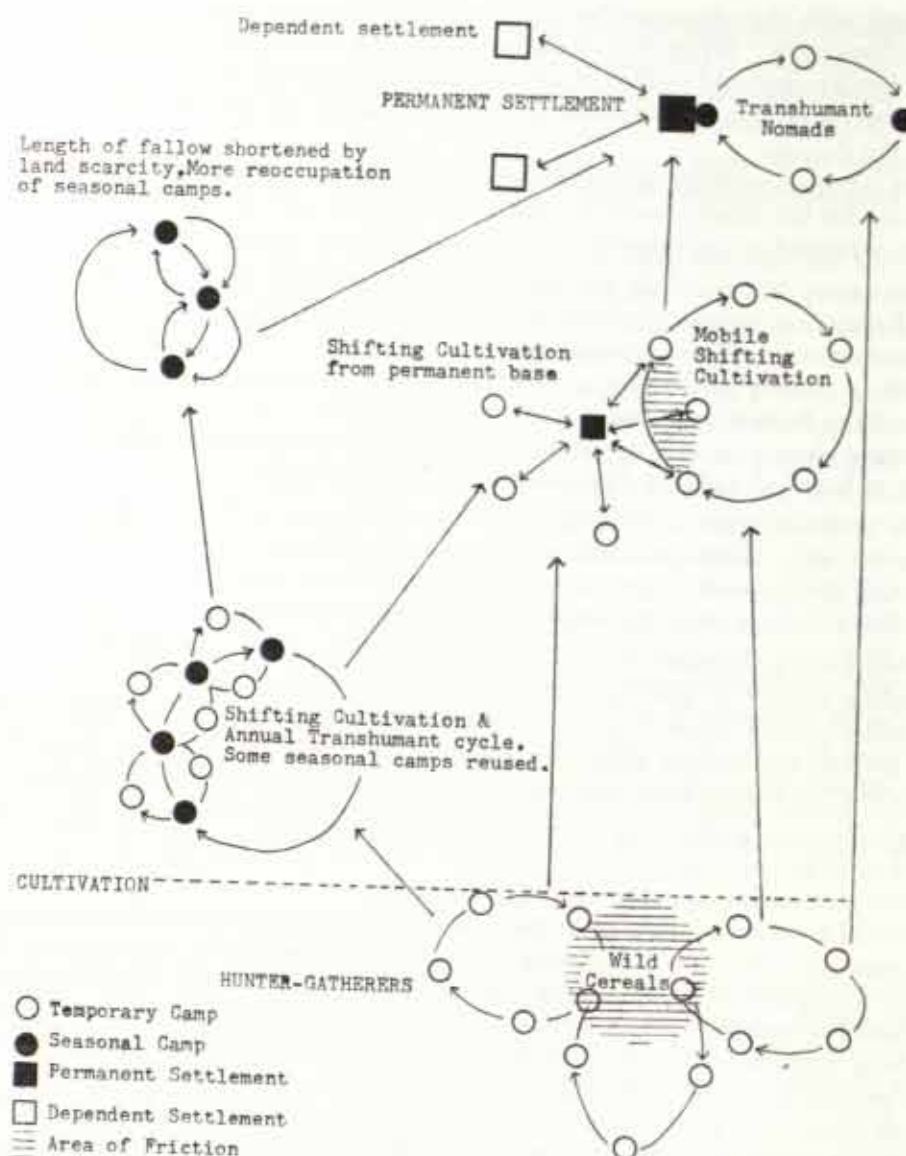 Dependent settlement
PERMANENT SETTLEMENT
Transhumant
Nomads
Length of fallow shortened by
land scarcity.More reoccupation
of seasonal camps.
Shifting Cultivation
from permanent base
Mobile
Shifting
Cultivation
Shifting Cultivation &
Annual Transhumant cycle.
Some seasonal camps reused.
CULTIVATION
HUNTER-GATHERERS
Wild
Cereals
Temporary Camp
Seasonal Camp
Permanent Settlement
Dependent Settlement
Area of Friction